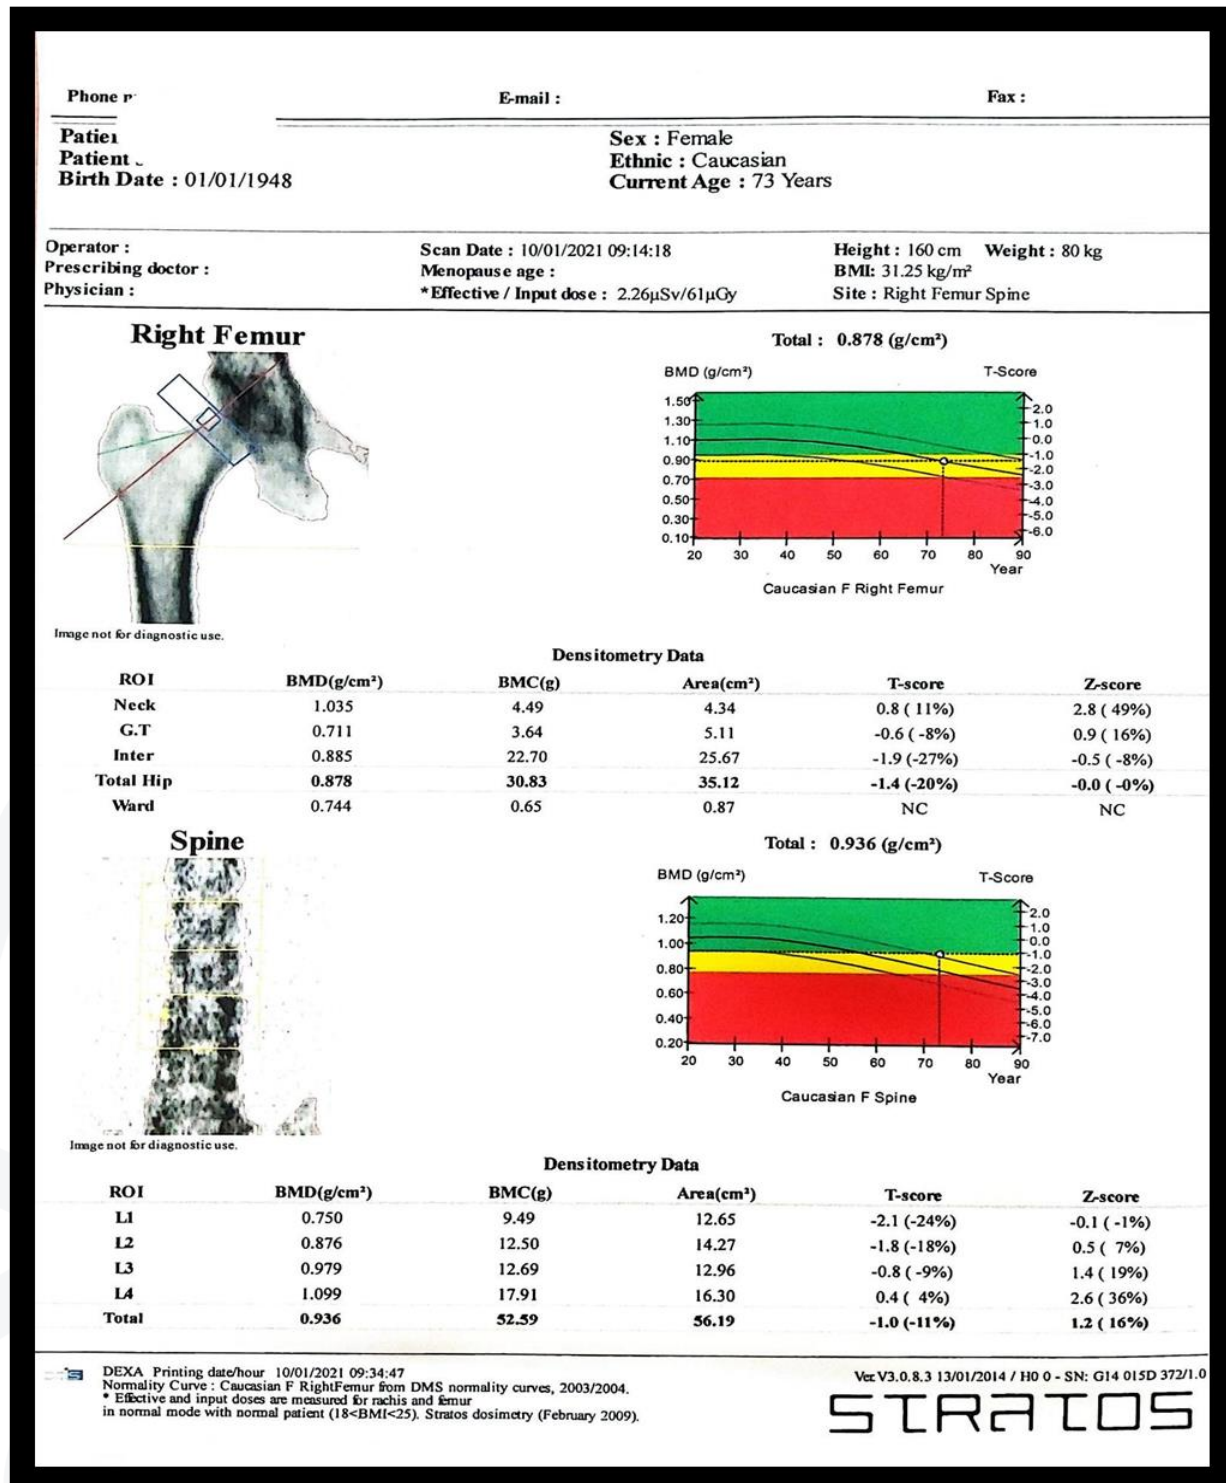 Phone E-mail : Fax :
Sex : Female
Patient Ethnic : Caucasian
Birth Date : 01/01/1948 Current Age : 73 Years
Operator : Scan Date : 10/01/2021 09:14:18 Height : 160 cm Weight : 80 kg
Prescribing doctor : Menopause age : BMI: 31.25 kg/m²
Physician : *Effective / Input dose : 2.26µSv/61µGy Site : Right Femur Spine
Right Femur
Total : 0.878 (g/cm²)
BMD (g/cm²) T-Score
1.50
1.30
1.10
0.90
0.70
0.50
0.30
0.10
2.0
1.0
0.0
-1.0
-2.0
-3.0
-4.0
-5.0
-6.0
20 30 40 50 60 70 80 90
Year
Caucasian F Right Femur
Image not for diagnostic use.
Densitometry Data
ROI BMD(g/cm²) BMC(g) Area(cm²) T-score Z-score
Neck 1.035 4.49 4.34 0.8 ( 11%) 2.8 ( 49%)
G.T 0.711 3.64 5.11 -0.6 ( -8%) 0.9 ( 16%)
Inter 0.885 22.70 25.67 -1.9 (-27%) -0.5 ( -8%)
Total Hip 0.878 30.83 35.12 -1.4 (-20%) -0.0 ( -0%)
Ward 0.744 0.65 0.87 NC NC
Spine
Total : 0.936 (g/cm²)
BMD (g/cm²) T-Score
1.20
1.00
0.80
0.60
0.40
0.20
2.0
1.0
0.0
-1.0
-2.0
-3.0
-4.0
-5.0
-6.0
-7.0
20 30 40 50 60 70 80 90
Year
Caucasian F Spine
Image not for diagnostic use.
Densitometry Data
ROI BMD(g/cm²) BMC(g) Area(cm²) T-score Z-score
L1 0.750 9.49 12.65 -2.1 (-24%) -0.1 ( -1%)
L2 0.876 12.50 14.27 -1.8 (-18%) 0.5 ( 7%)
L3 0.979 12.69 12.96 -0.8 ( -9%) 1.4 ( 19%)
L4 1.099 17.91 16.30 0.4 ( 4%) 2.6 ( 36%)
Total 0.936 52.59 56.19 -1.0 (-11%) 1.2 ( 16%)
DEXA Printing date/hour 10/01/2021 09:34:47
Normality Curve : Caucasian F RightFemur from DMS normality curves, 2003/2004.
* Effective and input doses are measured for rachis and femur
in normal mode with normal patient (18<BMI<25). Stratos dosimetry (February 2009).
Ver. V3.0.8.3 13/01/2014 / H0 0 - SN: G14 015D 372/1.0
STRATOS